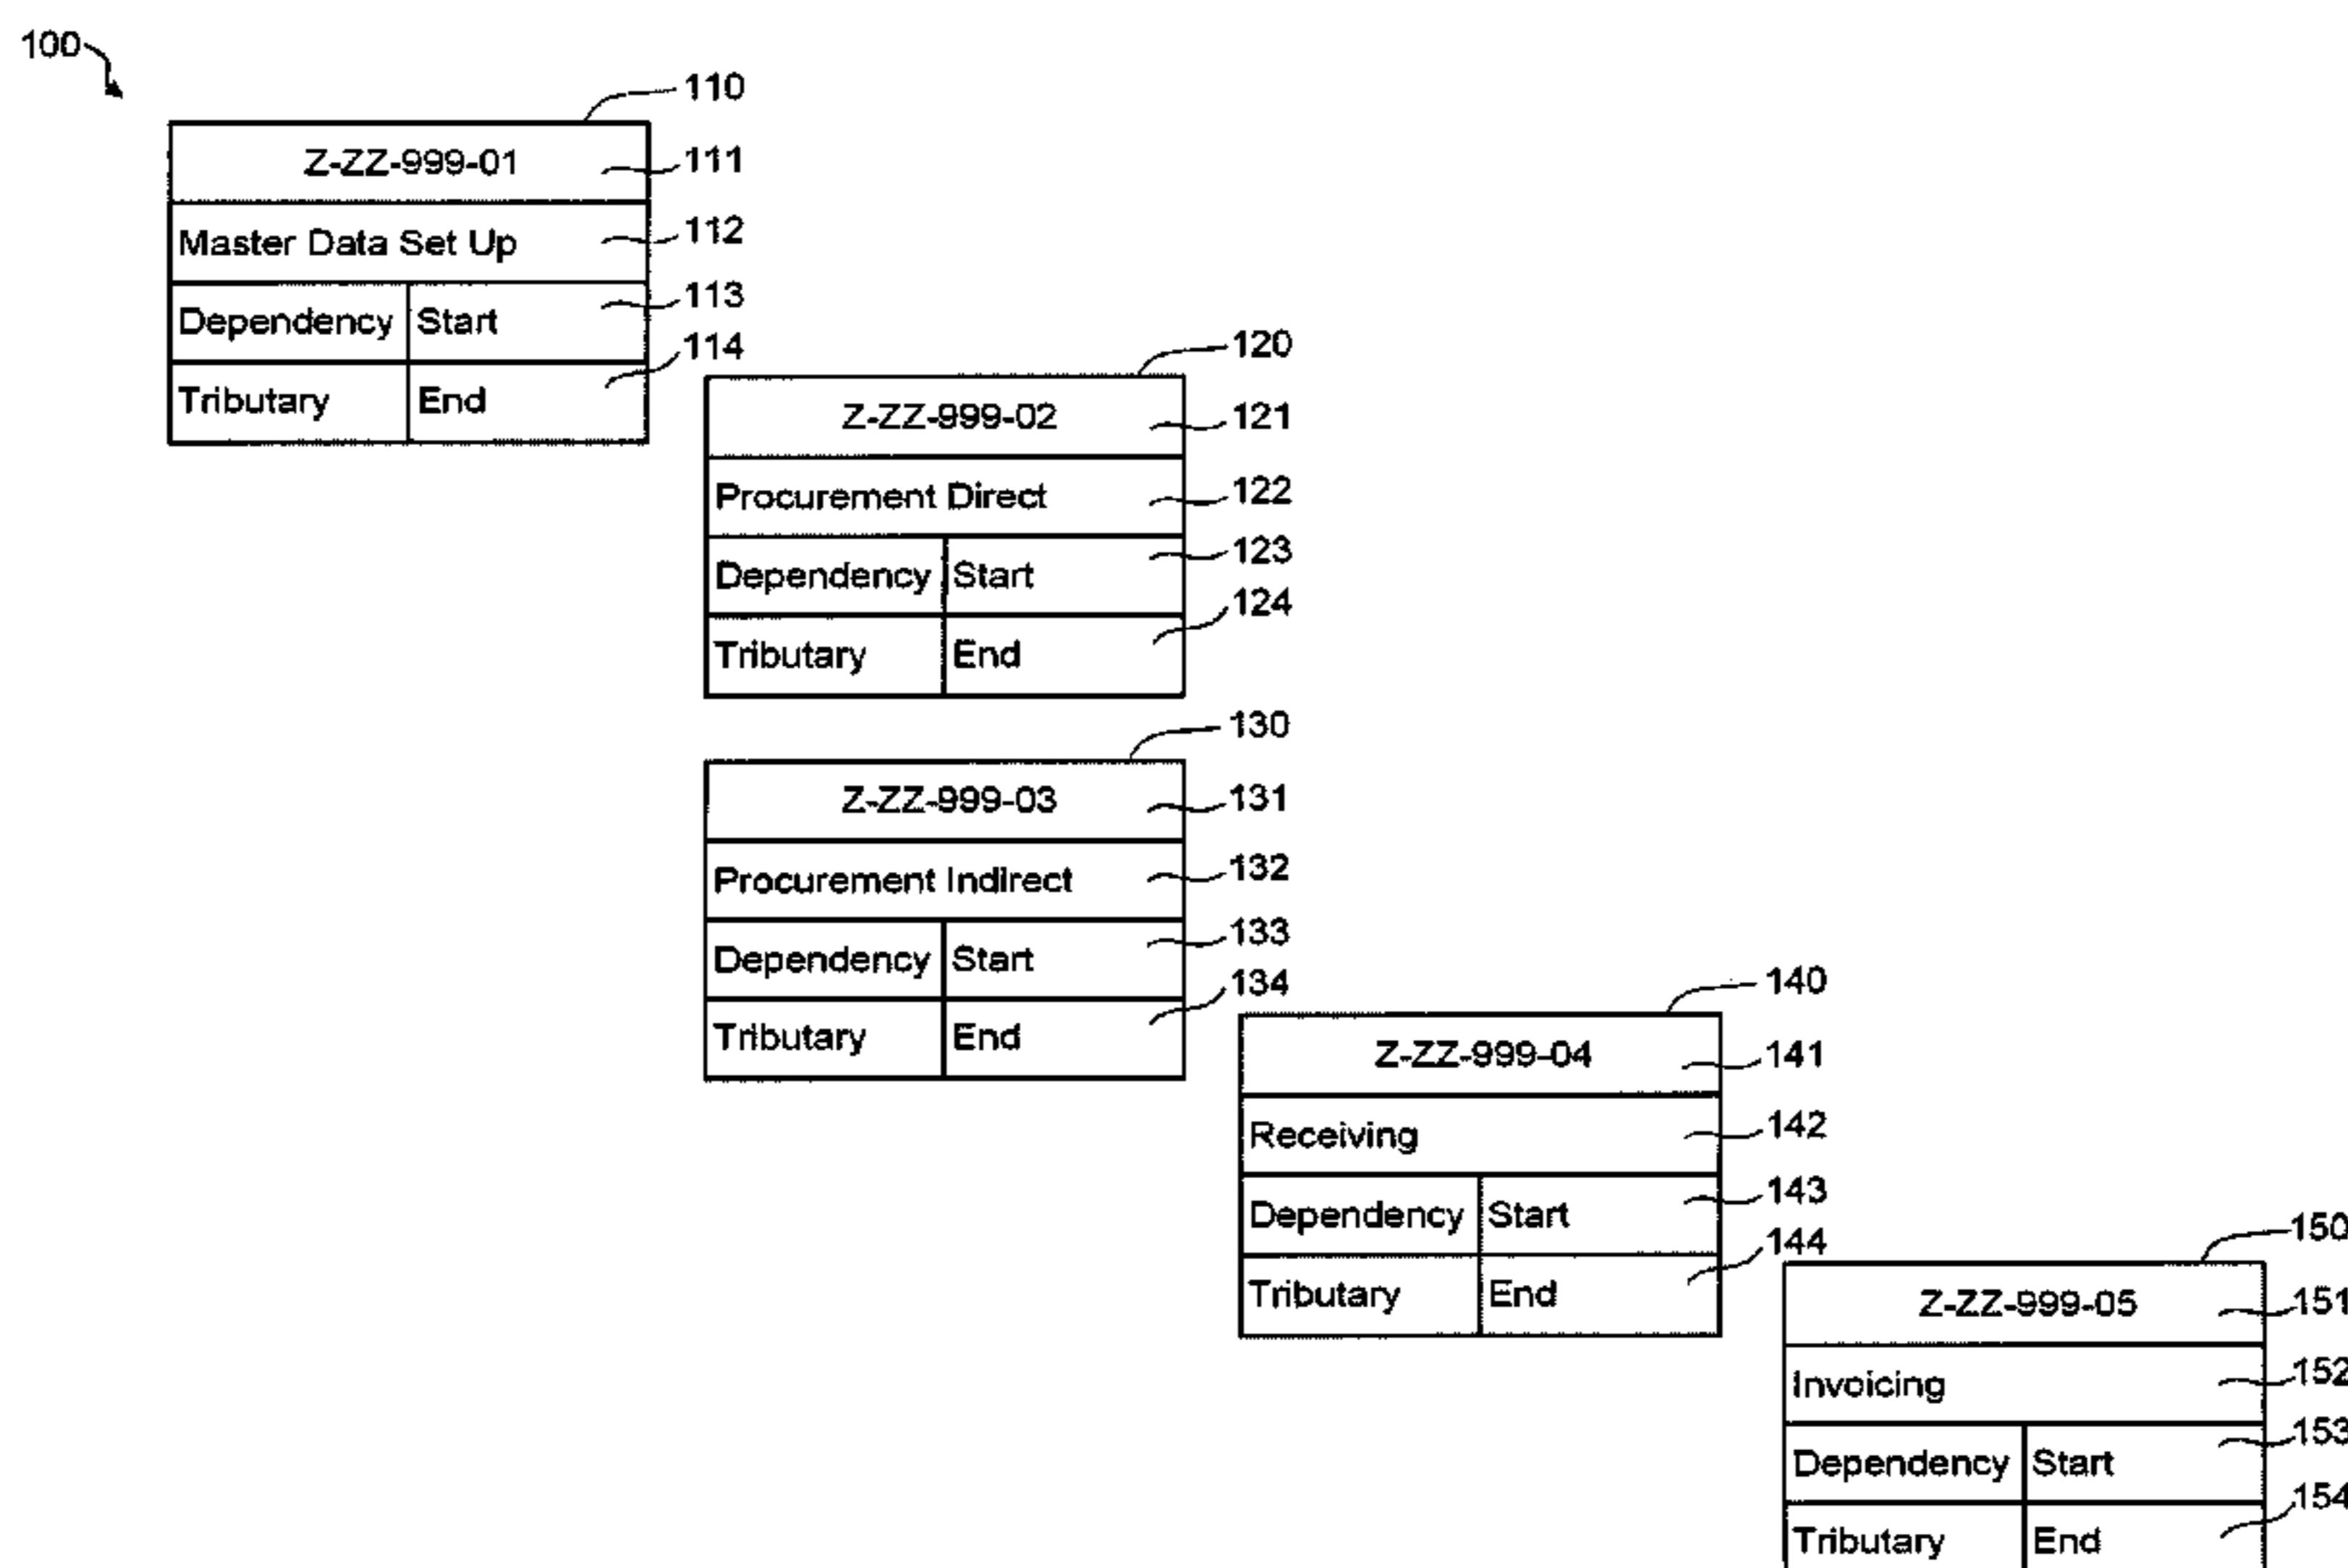 100
110
Z-ZZ-999-01 111
Master Data Set Up 112
Dependency Start 113
Tributary End 114
120
Z-ZZ-999-02 121
Procurement Direct 122
Dependency Start 123
Tributary End 124
130
Z-ZZ-999-03 131
Procurement Indirect 132
Dependency Start 133
Tributary End 134
140
Z-ZZ-999-04 141
Receiving 142
Dependency Start 143
Tributary End 144
150
Z-ZZ-999-05 151
Invoicing 152
Dependency Start 153
Tributary End 154